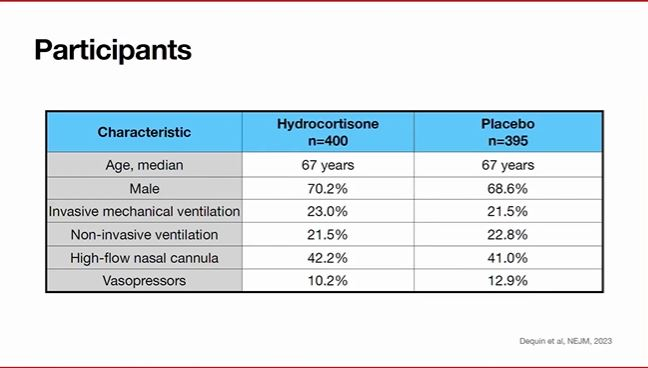 Participants
Characteristic Hydrocortisone n=400 Placebo n=395
Age, median 67 years 67 years
Male 70.2% 68.6%
Invasive mechanical ventilation 23.0% 21.5%
Non-invasive ventilation 21.5% 22.8%
High-flow nasal cannula 42.2% 41.0%
Vasopressors 10.2% 12.9%
Dequin et al, NEJM, 2023